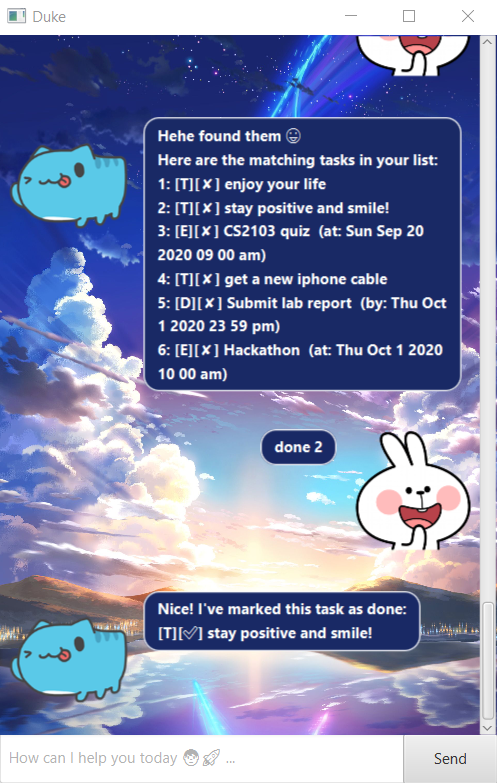 Duke
Hehe found them 😛
Here are the matching tasks in your list:
1: [T][✘] enjoy your life
2: [T][✘] stay positive and smile!
3: [E][✘] CS2103 quiz  (at: Sun Sep 20
2020 09 00 am)
4: [T][✘] get a new iphone cable
5: [D][✘] Submit lab report  (by: Thu Oct
1 2020 23 59 pm)
6: [E][✘] Hackathon  (at: Thu Oct 1 2020
10 00 am)
done 2
Nice! I've marked this task as done:
[T][✅] stay positive and smile!
How can I help you today 🧑🚀 ...
Send